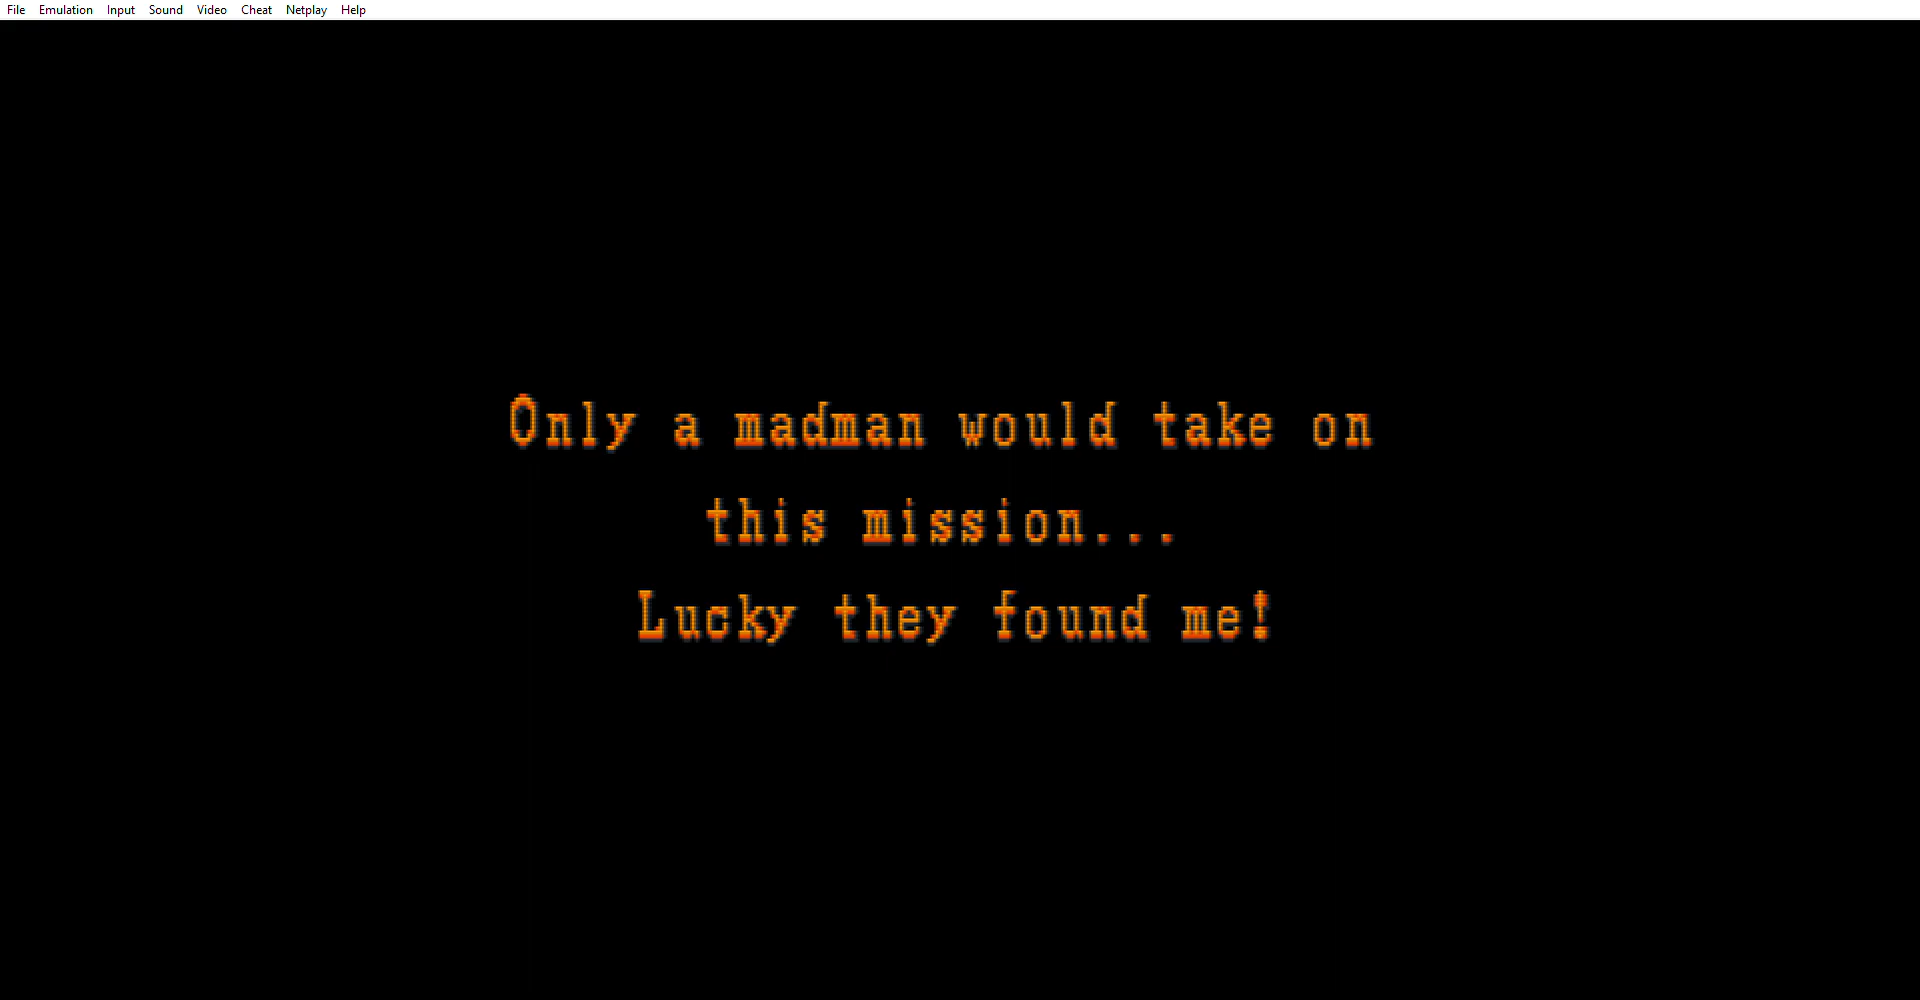 File Emulation Input Sound Video Cheat Netplay Help
Only a madman would take on
this mission...
Lucky they found me!